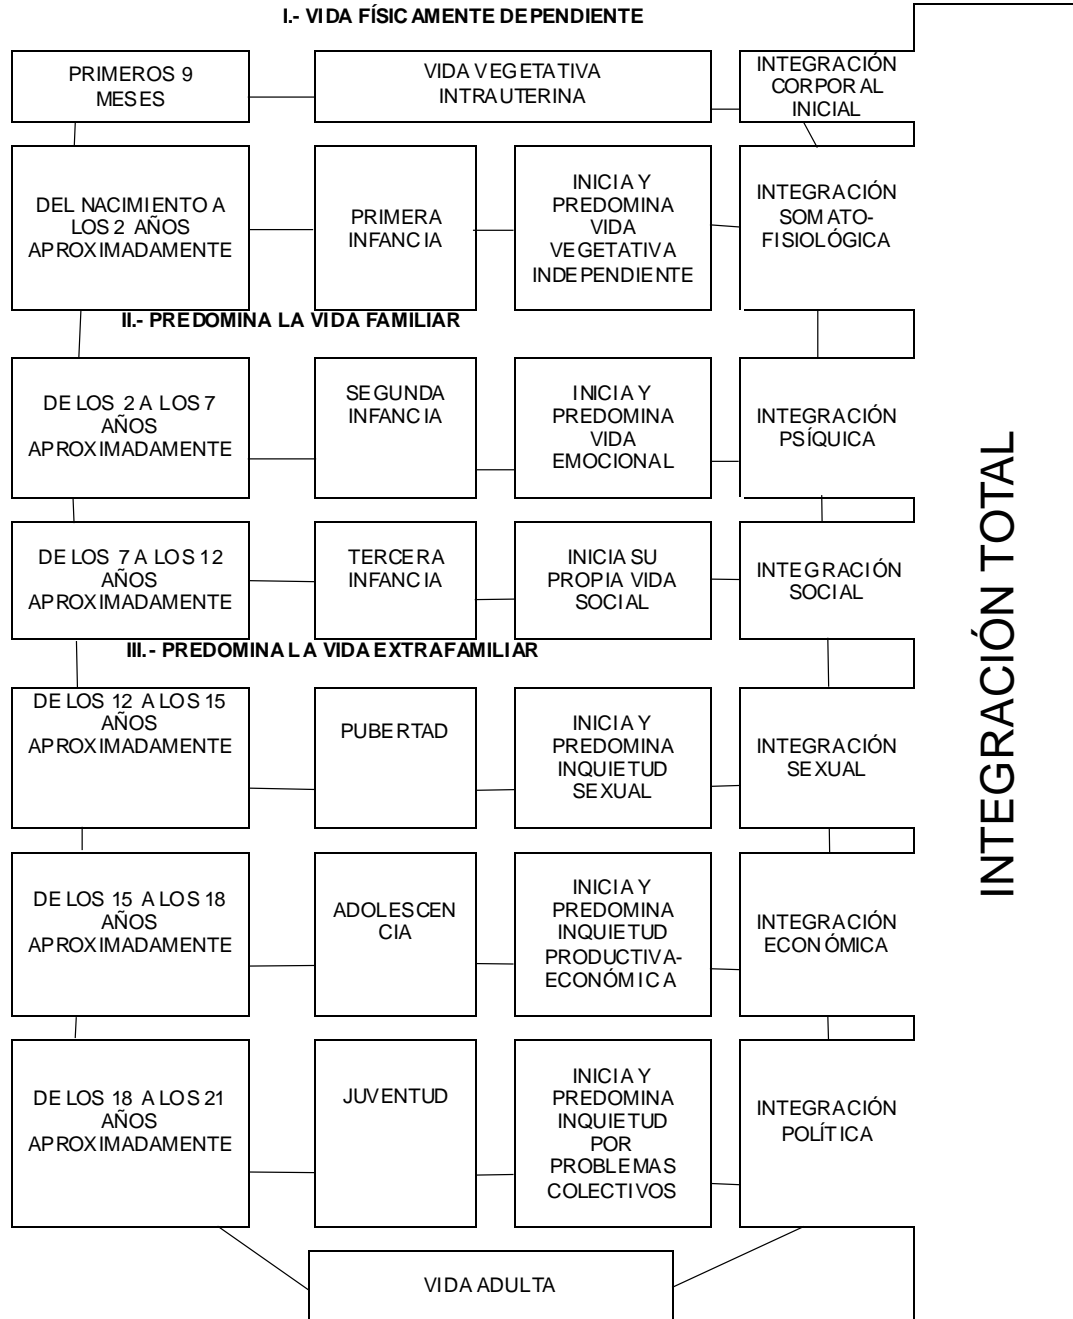 I.- VIDA FÍSICAMENTE DEPENDIENTE
PRIMEROS 9
MESES
VIDA VEGETATIVA
INTRAUTERINA
INTEGRACIÓN
CORPORAL
INICIAL
DEL NACIMIENTO A
LOS 2 AÑOS
APROXIMADAMENTE
PRIMERA
INFANCIA
INICIA Y
PREDOMINA
VIDA
VEGETATIVA
INDEPENDIENTE
INTEGRACIÓN
SOMATO-
FISIOLÓGICA
II.- PREDOMINA LA VIDA FAMILIAR
DE LOS 2 A LOS 7
AÑOS
APROXIMADAMENTE
SEGUNDA
INFANCIA
INICIA Y
PREDOMINA
VIDA
EMOCIONAL
INTEGRACIÓN
PSÍQUICA
DE LOS 7 A LOS 12
AÑOS
APROXIMADAMENTE
TERCERA
INFANCIA
INICIA SU
PROPIA VIDA
SOCIAL
INTEGRACIÓN
SOCIAL
III.- PREDOMINA LA VIDA EXTRAFAMILIAR
DE LOS 12 A LOS 15
AÑOS
APROXIMADAMENTE
PUBERTAD
INICIA Y
PREDOMINA
INQUIETUD
SEXUAL
INTEGRACIÓN
SEXUAL
DE LOS 15 A LOS 18
AÑOS
APROXIMADAMENTE
ADOLESCEN
CIA
INICIA Y
PREDOMINA
INQUIETUD
PRODUCTIVA-
ECONÓMICA
INTEGRACIÓN
ECONÓMICA
DE LOS 18 A LOS 21
AÑOS
APROXIMADAMENTE
JUVENTUD
INICIA Y
PREDOMINA
INQUIETUD
POR
PROBLEMAS
COLECTIVOS
INTEGRACIÓN
POLÍTICA
VIDA ADULTA
INTEGRACIÓN TOTAL